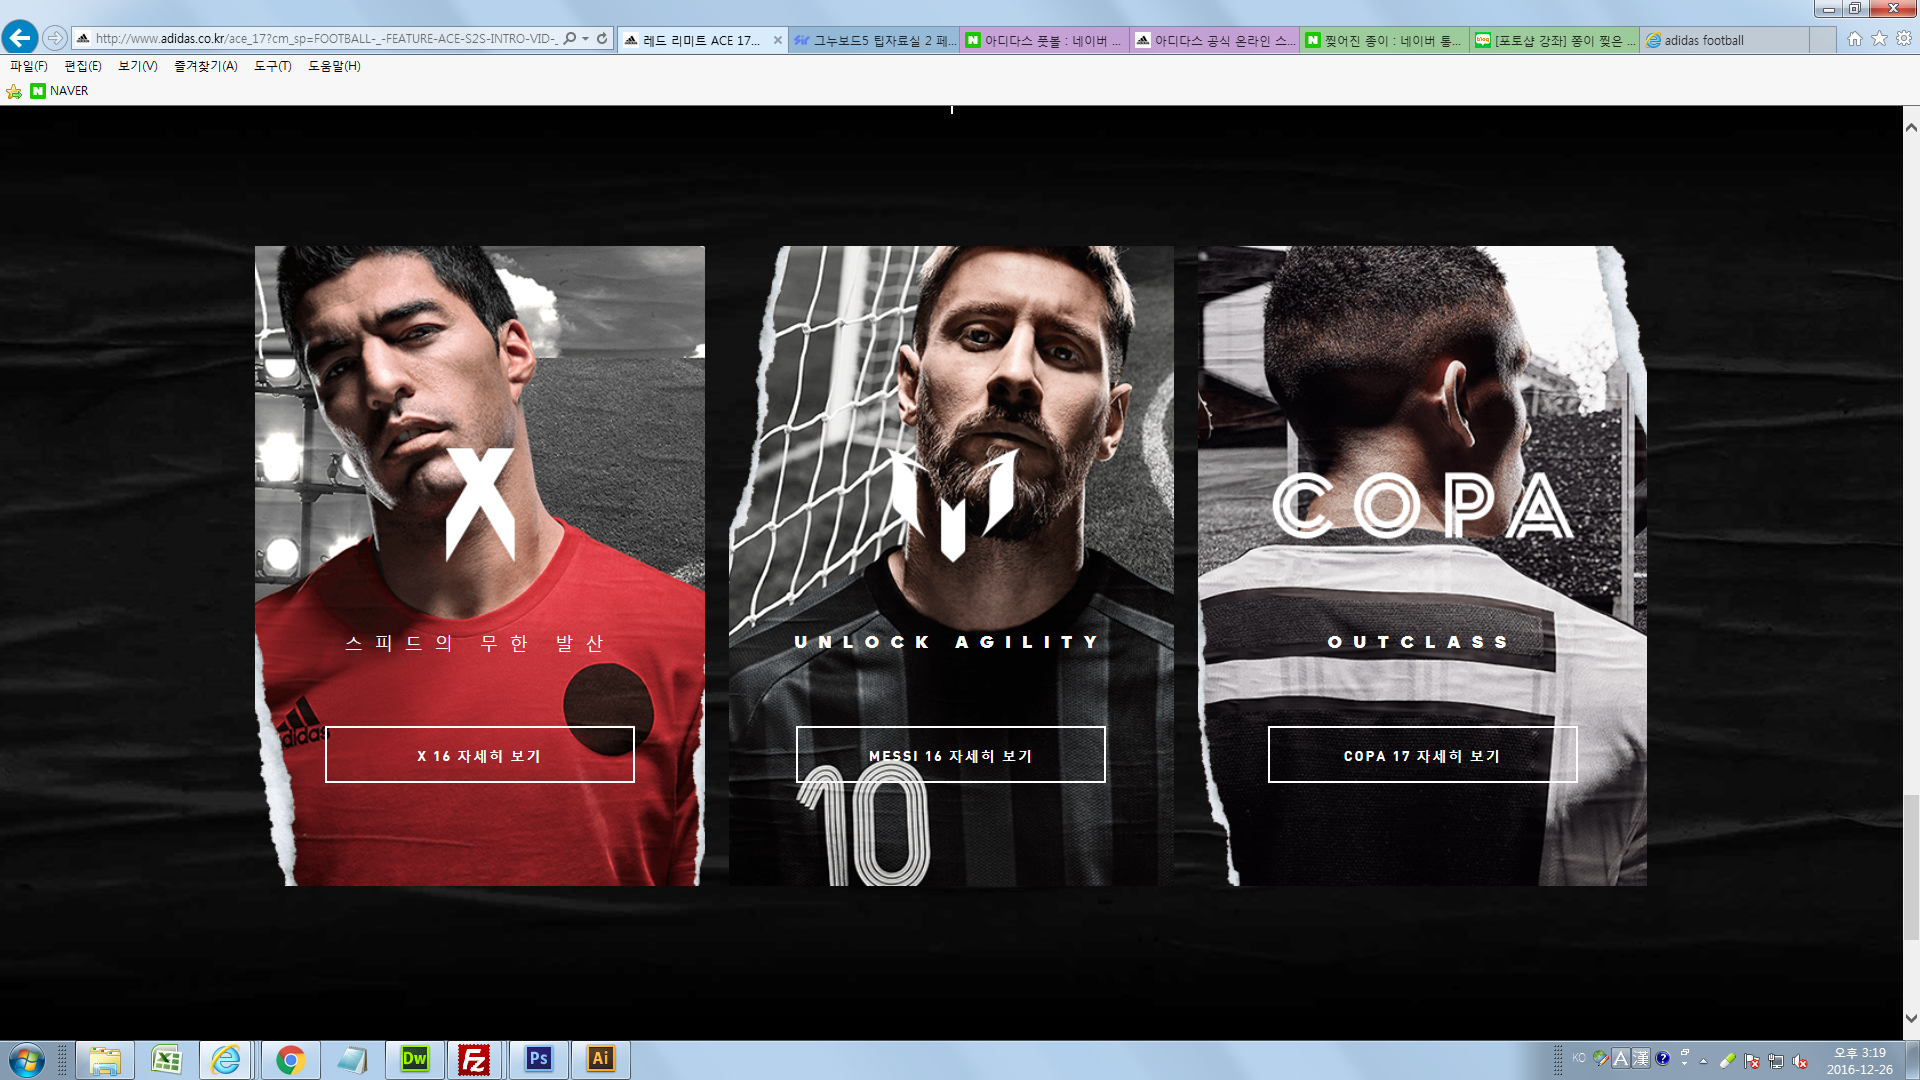 http://www.adidas.co.kr/ace_17?cm_sp=FOOTBALL-_-FEATURE-ACE-S2S-INTRO-VID-_
레드 리미트 ACE 17...
그누보드5 팁자료실 2 페...
아디다스 풋볼 : 네이버 ...
아디다스 공식 온라인 스...
찢어진 종이 : 네이버 통...
[포토샵 강좌] 종이 찢은 ...
adidas football
파일(F) 편집(E) 보기(V) 즐겨찾기(A) 도구(T) 도움말(H)
NAVER
X
COPA
스피드의 무한 발산
UNLOCK AGILITY
OUTCLASS
adidas
X 16 자세히 보기
MESSI 16 자세히 보기
COPA 17 자세히 보기
10
Dw
Fz
Ps
Ai
KO
A 漢
오후 3:19
2016-12-26